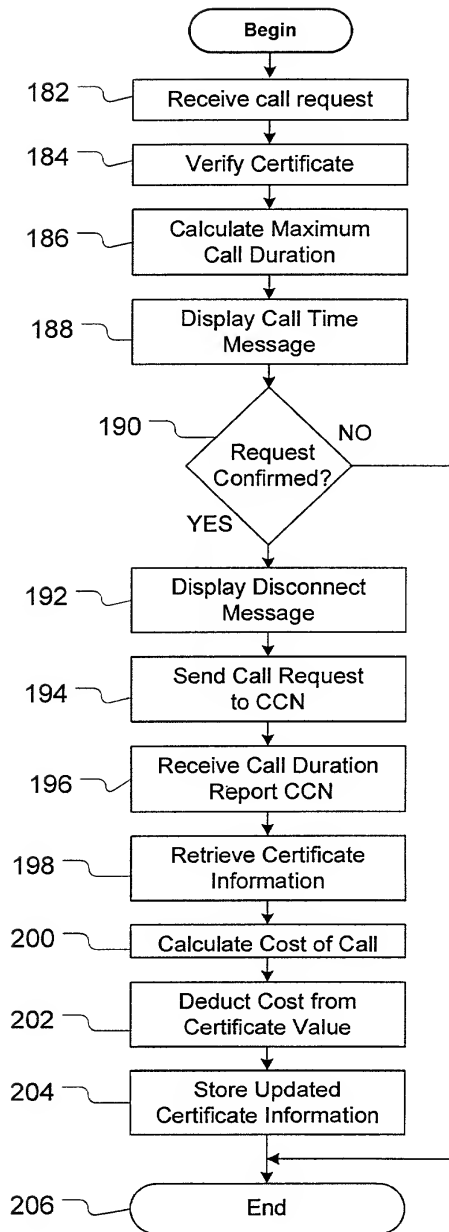 Begin
182
Receive call request
184
Verify Certificate
186
Calculate Maximum
Call Duration
188
Display Call Time
Message
190
Request
Confirmed?
NO
YES
192
Display Disconnect
Message
194
Send Call Request
to CCN
196
Receive Call Duration
Report CCN
198
Retrieve Certificate
Information
200
Calculate Cost of Call
202
Deduct Cost from
Certificate Value
204
Store Updated
Certificate Information
206
End